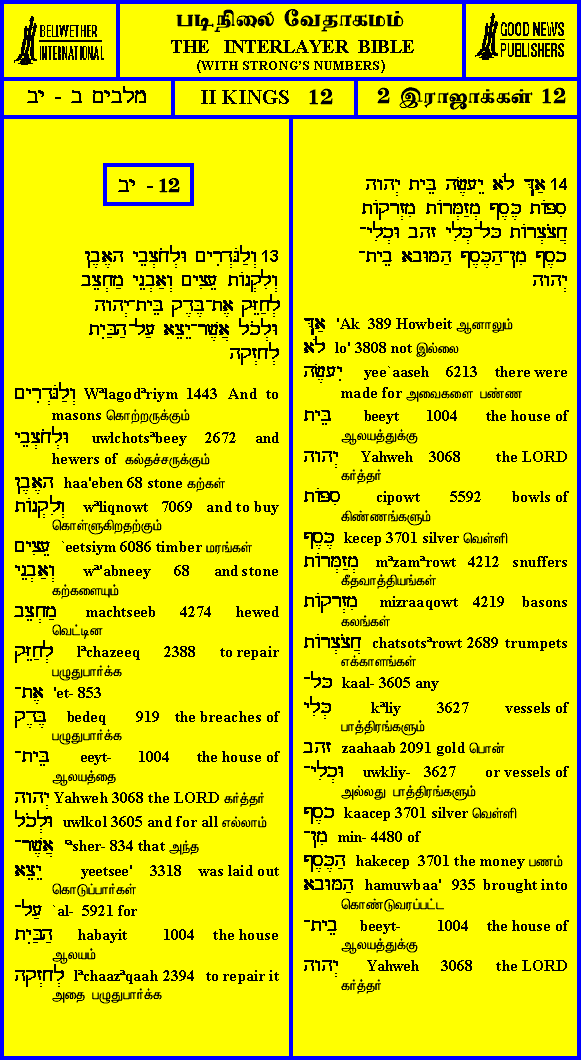 BELLWETHER
INTERNATIONAL
படிநிலை வேதாகமம்
THE INTERLAYER BIBLE
(WITH STRONG'S NUMBERS)
GOOD NEWS
PUBLISHERS
מלכים ב - יב
II KINGS 12
2 இராஜாக்கள் 12
יב - 12
13 וְלַגֹּדְרִים וּלְחֹצְבֵי הָאֶבֶן
וְלִקְנוֹת עֵצִים וְאַבְנֵי מַחְצֵב
לְחַזֵּק אֶת־בֶּדֶק בֵּית־יְהוָה
וּלְכֹל אֲשֶׁר־יֵצֵא עַל־הַבַּיִת
לְחָזְקָה
וְלַגֹּדְרִים Wᵃlagodᵃriym 1443 And to
masons கொற்றருக்கும்
וּלְחֹצְבֵי uwlchotsᵃbeey 2672 and
hewers of கல்தச்சருக்கும்
הָאֶבֶן haa'eben 68 stone கற்கள்
וְלִקְנוֹת wᵃliqnowt 7069 and to buy
கொள்ளுகிறதற்கும்
עֵצִים `eetsiym 6086 timber மரங்கள்
וְאַבְנֵי wᵃ'abneey 68 and stone
கற்களையும்
מַחְצֵב machtseeb 4274 hewed
வெட்டின
לְחַזֵּק lᵃchazeeq 2388 to repair
பழுதுபார்க்க
אֶת־ 'et- 853
בֶּדֶק bedeq 919 the breaches of
பழுதுபார்க்க
בֵּית־ eeyt- 1004 the house of
ஆலயத்தை
יְהוָה Yahweh 3068 the LORD கர்த்தர்
וּלְכֹל uwlkol 3605 and for all எல்லாம்
אֲשֶׁר־ ᵃsher- 834 that அந்த
יֵצֵא yeetsee' 3318 was laid out
கொடுப்பார்கள்
עַל־ `al- 5921 for
הַבַּיִת habayit 1004 the house
ஆலயம்
לְחָזְקָה lᵃchaazᵃqaah 2394 to repair it
அதை பழுதுபார்க்க
14 אַךְ לֹא יֵעָשֶׂה בֵּית יְהוָה
סִפּוֹת כֶּסֶף מְזַמְּרוֹת מִזְרָקוֹת
חֲצֹצְרוֹת כָּל־כְּלִי זָהָב וּכְלִי־
כָסֶף מִן־הַכֶּסֶף הַמּוּבָא בֵית־
יְהוָה
אַךְ 'Ak 389 Howbeit ஆனாலும்
לֹא lo' 3808 not இல்லை
יֵעָשֶׂה yee`aaseh 6213 there were
made for அவைகளை பண்ண
בֵּית beeyt 1004 the house of
ஆலயத்துக்கு
יְהוָה Yahweh 3068 the LORD
கர்த்தர்
סִפּוֹת cipowt 5592 bowls of
கிண்ணங்களும்
כֶּסֶף kecep 3701 silver வெள்ளி
מְזַמְּרוֹת mᵃzamᵃrowt 4212 snuffers
கீதவாத்தியங்கள்
מִזְרָקוֹת mizraaqowt 4219 basons
கலங்கள்
חֲצֹצְרוֹת chatsotsᵃrowt 2689 trumpets
எக்காளங்கள்
כָּל־ kaal- 3605 any
כְּלִי kᵃliy 3627 vessels of
பாத்திரங்களும்
זָהָב zaahaab 2091 gold பொன்
וּכְלִי־ uwkliy- 3627 or vessels of
அல்லது பாத்திரங்களும்
כָסֶף kaacep 3701 silver வெள்ளி
מִן־ min- 4480 of
הַכֶּסֶף hakecep 3701 the money பணம்
הַמּוּבָא hamuwbaa' 935 brought into
கொண்டுவரப்பட்ட
בֵית־ beeyt- 1004 the house of
ஆலயத்துக்கு
יְהוָה Yahweh 3068 the LORD
கர்த்தர்